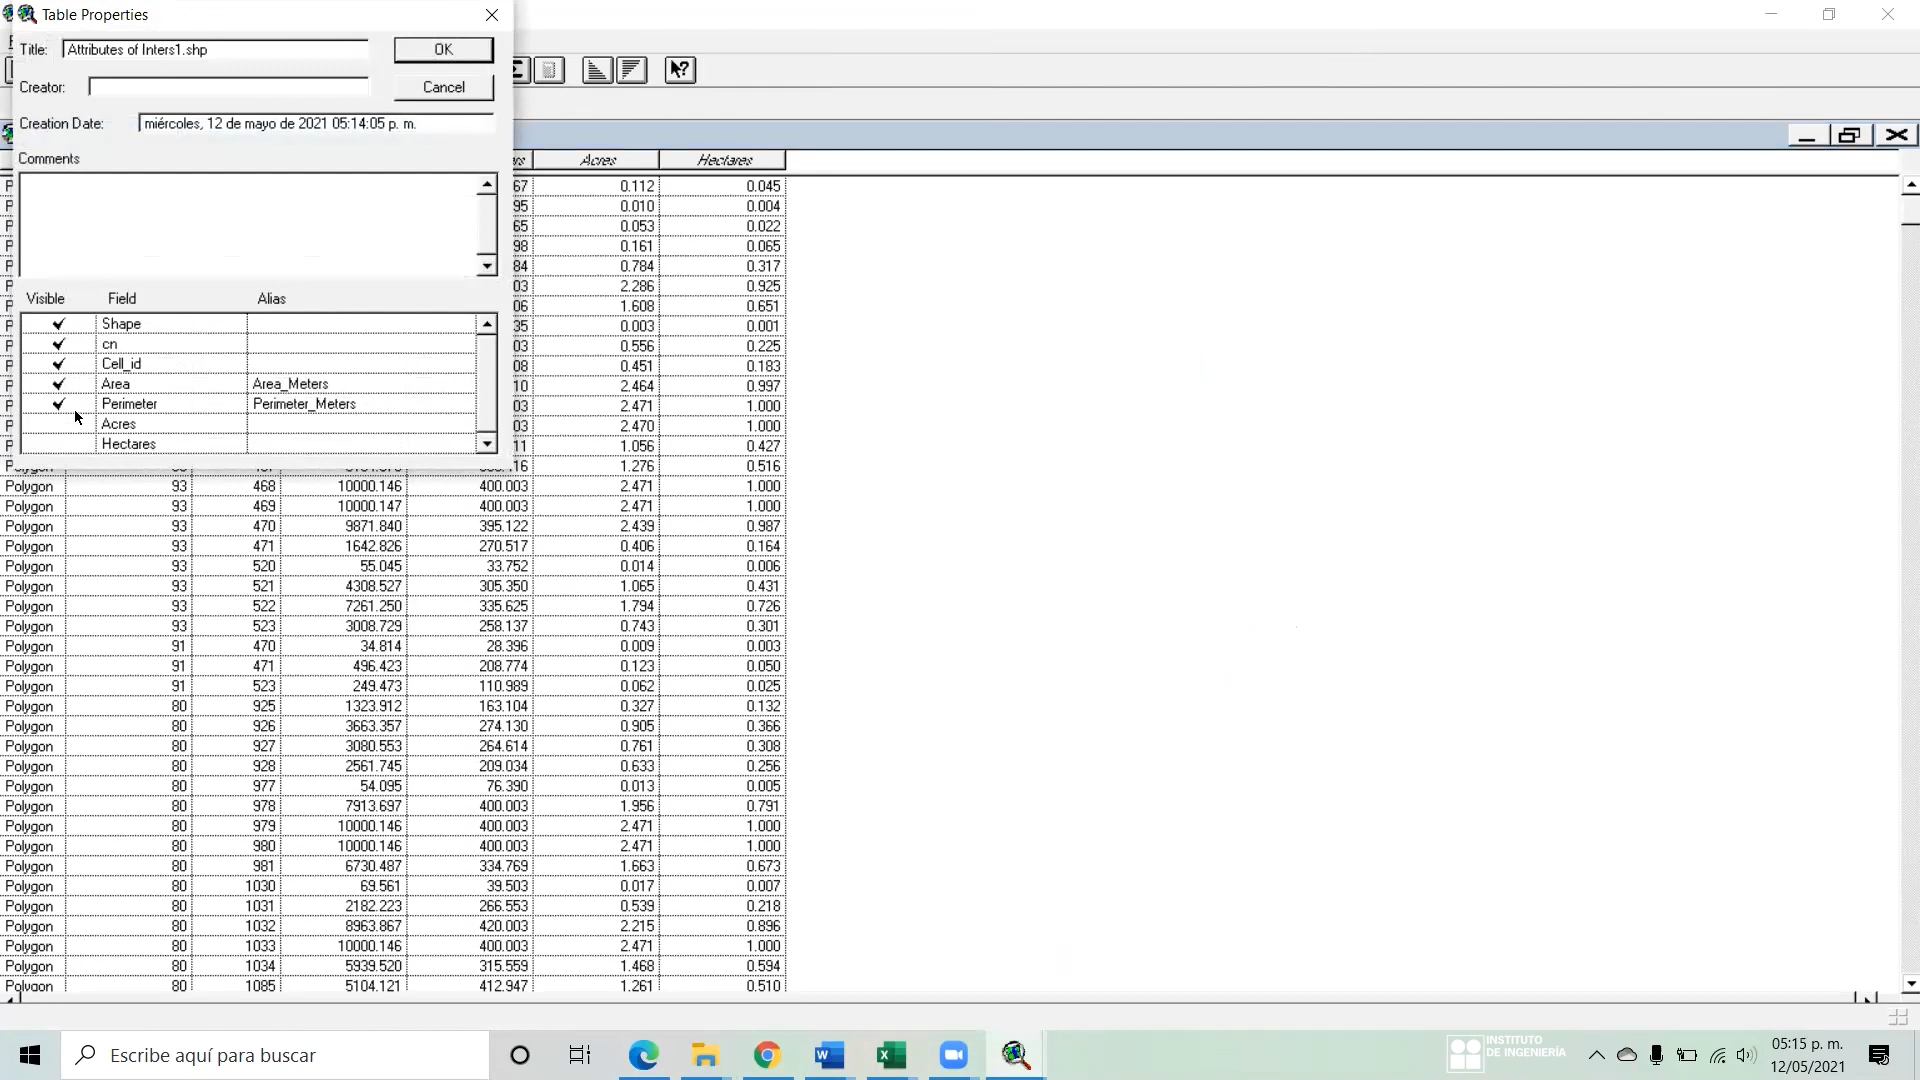 Table Properties
Title: Attributes of Inters1.shp OK
Creator: Cancel
Creation Date: miércoles, 12 de mayo de 2021 05:14:05 p. m.
Comments
Visible Field Alias
Shape
cn
Cell_id
Area Area_Meters
Perimeter Perimeter_Meters
Acres
Hectares
Acres Hectares
67 0.112 0.045
95 0.010 0.004
65 0.053 0.022
98 0.161 0.065
84 0.784 0.317
03 2.286 0.925
06 1.608 0.651
35 0.003 0.001
03 0.556 0.225
08 0.451 0.183
10 2.464 0.997
03 2.471 1.000
03 2.470 1.000
11 1.056 0.427
Polygon 16 1.276 0.516
Polygon 93 468 10000.146 400.003 2.471 1.000
Polygon 93 469 10000.147 400.003 2.471 1.000
Polygon 93 470 9871.840 395.122 2.439 0.987
Polygon 93 471 1642.826 270.517 0.406 0.164
Polygon 93 520 55.045 33.752 0.014 0.006
Polygon 93 521 4308.527 305.350 1.065 0.431
Polygon 93 522 7261.250 335.625 1.794 0.726
Polygon 93 523 3008.729 258.137 0.743 0.301
Polygon 91 470 34.814 28.396 0.009 0.003
Polygon 91 471 496.423 208.774 0.123 0.050
Polygon 91 523 249.473 110.989 0.062 0.025
Polygon 80 925 1323.912 163.104 0.327 0.132
Polygon 80 926 3663.357 274.130 0.905 0.366
Polygon 80 927 3080.553 264.614 0.761 0.308
Polygon 80 928 2561.745 209.034 0.633 0.256
Polygon 80 977 54.095 76.390 0.013 0.005
Polygon 80 978 7913.697 400.003 1.956 0.791
Polygon 80 979 10000.146 400.003 2.471 1.000
Polygon 80 980 10000.146 400.003 2.471 1.000
Polygon 80 981 6730.487 334.769 1.663 0.673
Polygon 80 1030 69.561 39.503 0.017 0.007
Polygon 80 1031 2182.223 266.553 0.539 0.218
Polygon 80 1032 8963.867 420.003 2.215 0.896
Polygon 80 1033 10000.146 400.003 2.471 1.000
Polygon 80 1034 5939.520 315.559 1.468 0.594
Polygon 80 1085 5104.121 412.947 1.261 0.510
Escribe aquí para buscar
INSTITUTO
DE INGENIERÍA
05:15 p. m.
12/05/2021